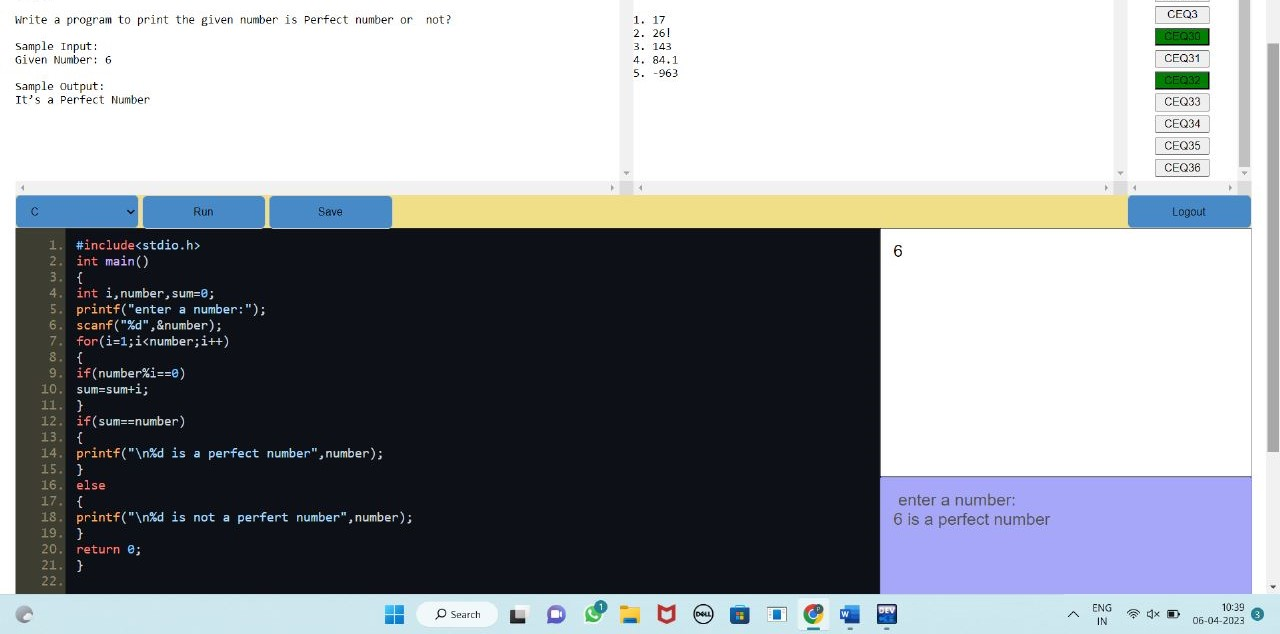 Write a program to print the given number is Perfect number or  not?
Sample Input:
Given Number: 6
Sample Output:
It's a Perfect Number
1. 17
2. 26!
3. 143
4. 84.1
5. -963
CEQ3
CEQ30
CEQ31
CEQ32
CEQ33
CEQ34
CEQ35
CEQ36
C
Run
Save
Logout
1. #include<stdio.h>
2. int main()
3. {
4. int i,number,sum=0;
5. printf("enter a number:");
6. scanf("%d",&number);
7. for(i=1;i<number;i++)
8. {
9. if(number%i==0)
10. sum=sum+i;
11. }
12. if(sum==number)
13. {
14. printf("\n%d is a perfect number",number);
15. }
16. else
17. {
18. printf("\n%d is not a perfert number",number);
19. }
20. return 0;
21. }
22.
6
enter a number:
6 is a perfect number
Search
1
DELL
W
DEV
ENG
IN
10:39
06-04-2023
3